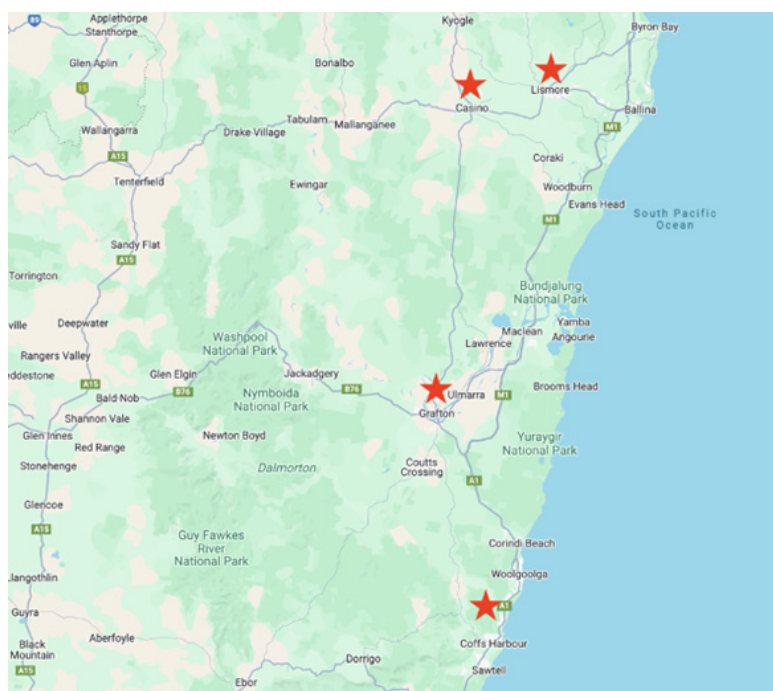 Applethorpe
Stanthorpe
Kyogle
Byron Bay
Glen Aplin
Bonalbo
Lismore
15
Casino
Ballina
Tabulam
Mallanganee
Wallangarra
Drake Village
M1
A15
Coraki
Tenterfield
Ewingar
Woodburn
Evans Head
South Pacific
Ocean
M1
Sandy Flat
A15
Torrington
Bundjalung
National Park
Deepwater
ville
Yamba
Maclean
Angourie
Washpool
National Park
Lawrence
Rangers Valley
Glen Elgin
Jackadgery
eddestone
A15
B76
B76
Brooms Head
Bald Nob
Nymboida
National Park
Ulmarra
M1
Grafton
Shannon Vale
Glen Innes
Red Range
Newton Boyd
Yuraygir
National Park
Stonehenge
Dalmorton
Coutts
Crossing
A1
Glencoe
A15
Guy Fawkes
River
National Park
Corindi Beach
Woolgoolga
Llangothlin
A1
Guyra
Aberfoyle
Coffs Harbour
Black
Mountain
Dorrigo
Sawtell
A15
Ebor